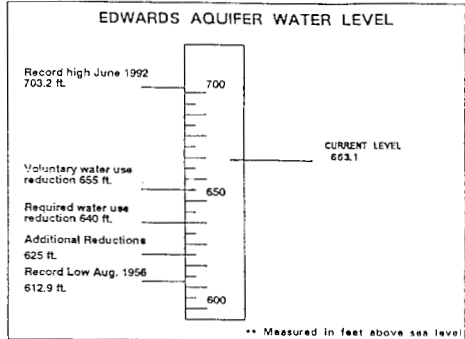 EDWARDS AQUIFER WATER LEVEL
Record high June 1992
703.2 ft.
700
CURRENT LEVEL
663.1
Voluntary water use
reduction 655 ft.
650
Required water use
reduction 640 ft.
Additional Reductions
625 ft.
Record Low Aug. 1956
612.9 ft.
600
** Measured in feet above sea level